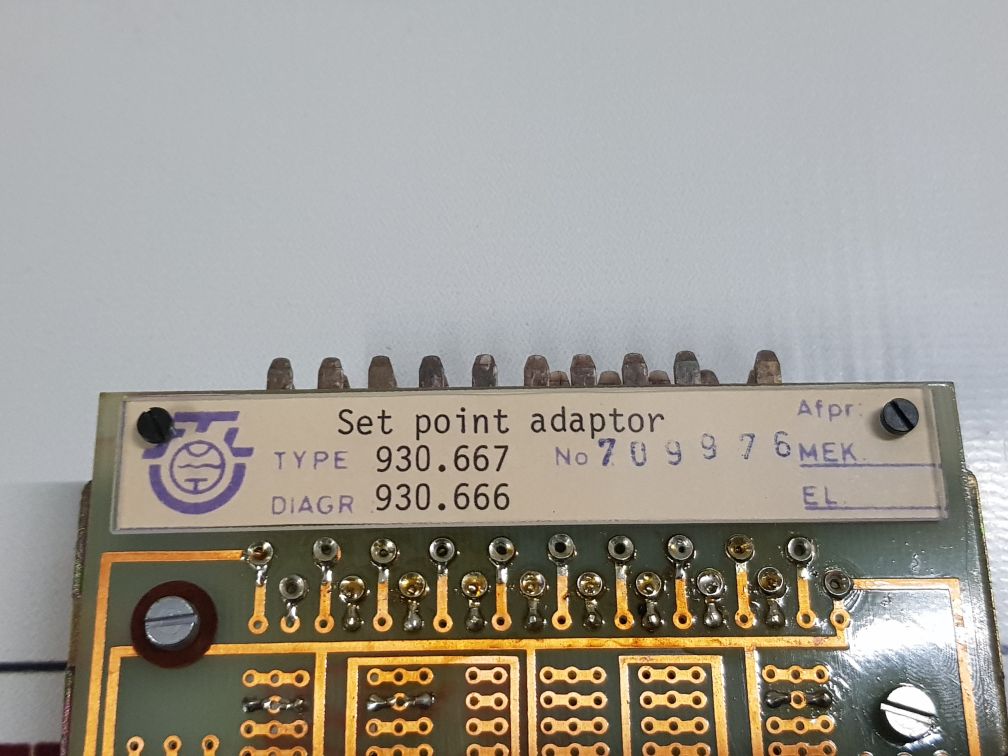 Set point adaptor
TYPE 930.667 No 709976
DIAGR. 930.666
Afpr:
MEK.
EL.